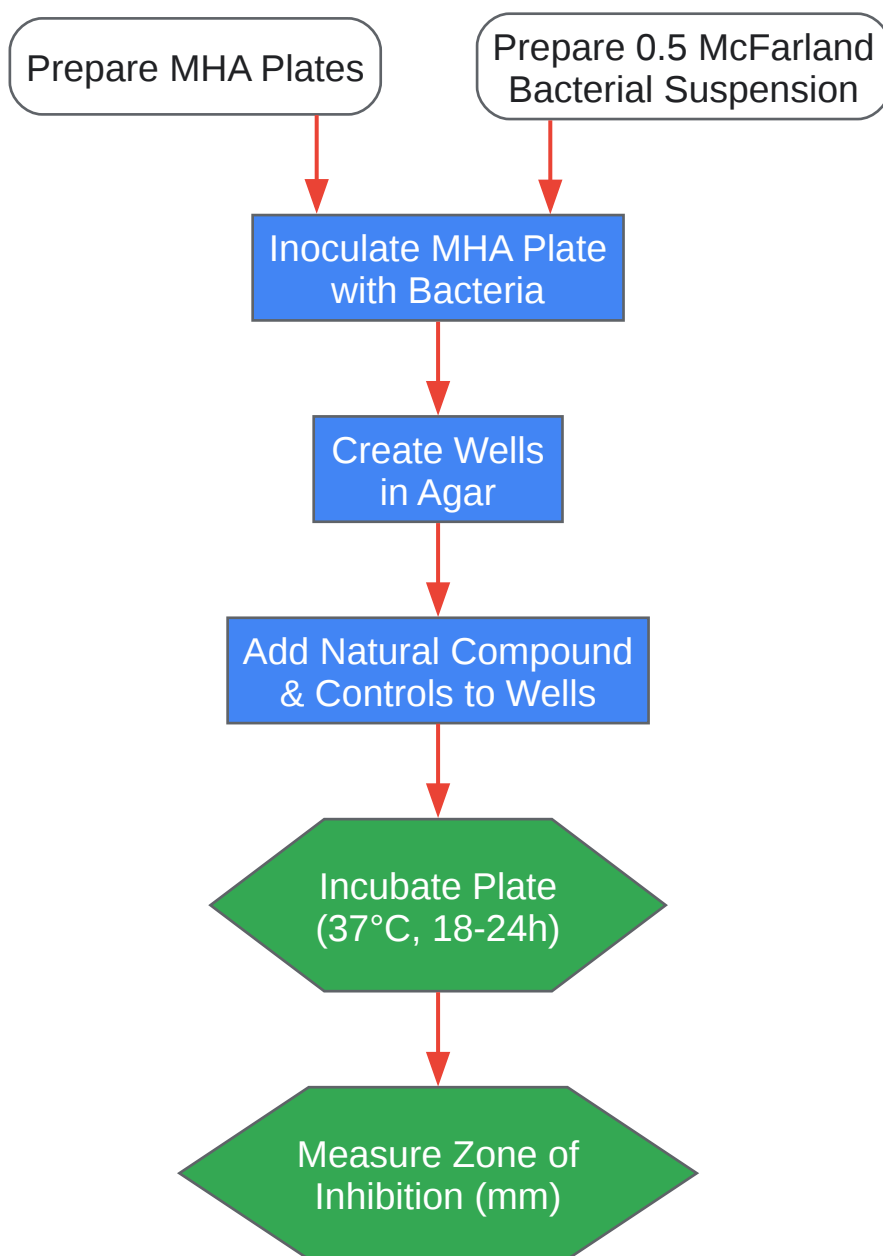 Prepare MHA Plates
Prepare 0.5 McFarland
Bacterial Suspension
Inoculate MHA Plate
with Bacteria
Create Wells
in Agar
Add Natural Compound
& Controls to Wells
Incubate Plate
(37°C, 18-24h)
Measure Zone of
Inhibition (mm)